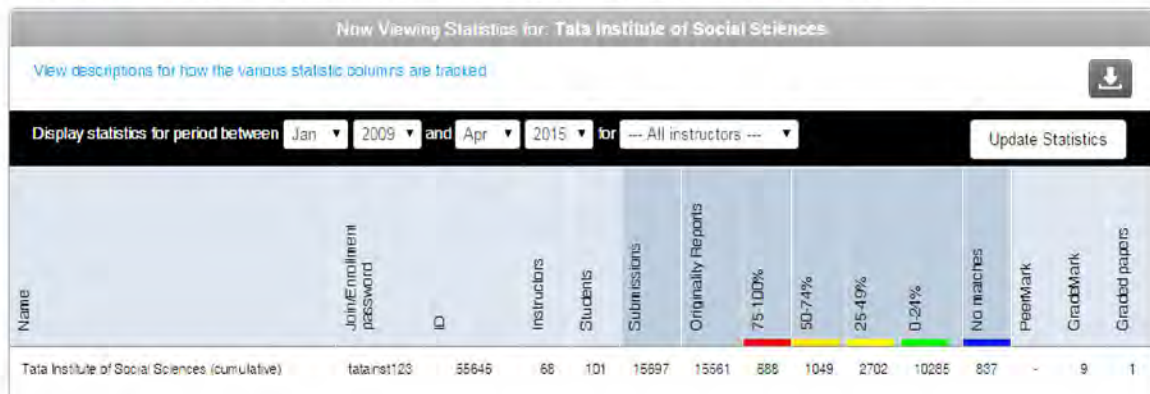 Now Viewing Statistics for: Tata Institute of Social Sciences
View descriptions for how the various statistic columns are tracked
Display statistics for period between Jan 2009 and Apr 2015 for --- All instructors --- Update Statistics
Name
Join/Enrollment password
ID
Instructors
Students
Submissions
Originality Reports
75-100%
50-74%
25-49%
0-24%
No matches
PeerMark
GradeMark
Graded papers
Tata Institute of Social Sciences (cumulative) tatainst123 55645 68 101 15697 15561 688 1049 2702 10285 837 - 9 1